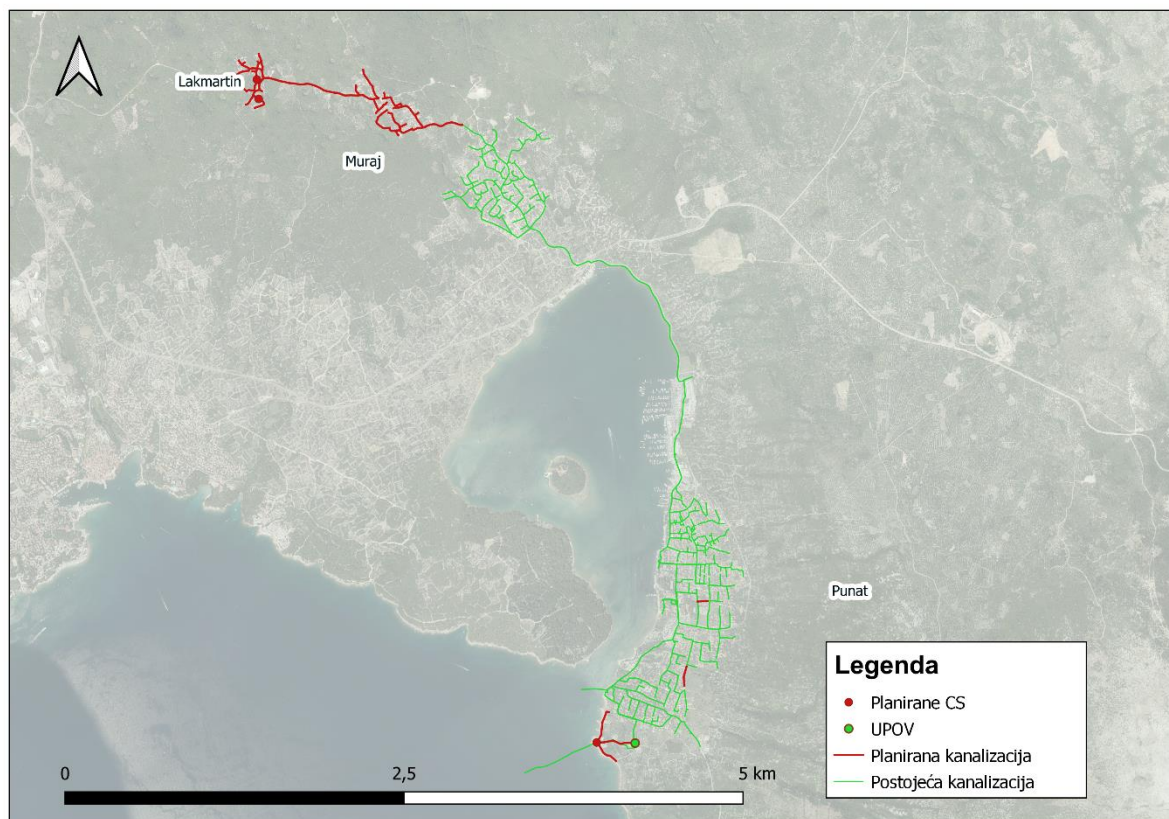 Lakmartin
Muraj
Punat
Legenda
Planirane CS
UPOV
Planirana kanalizacija
Postojeća kanalizacija
0 2,5 5 km